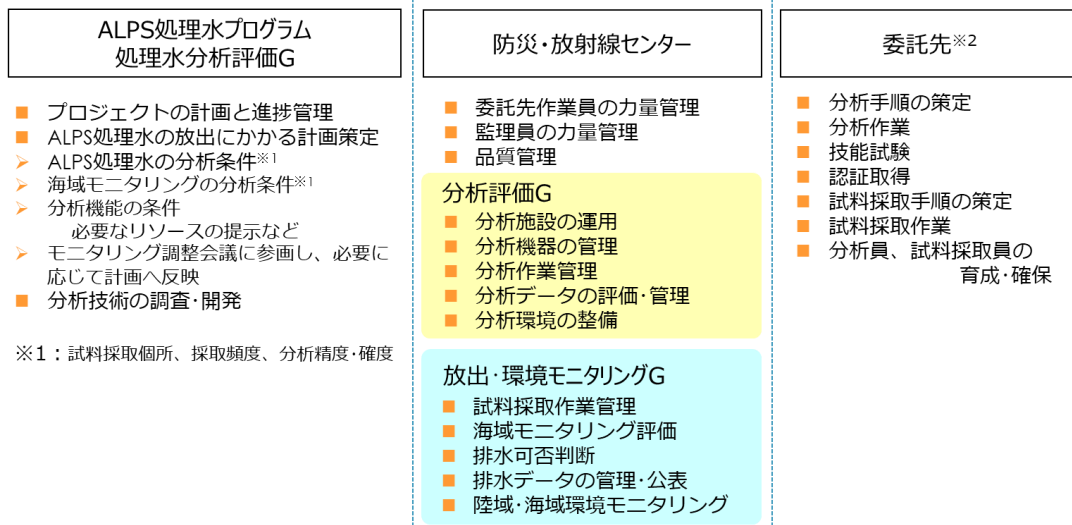 ALPS処理水プログラム
処理水分析評価G
■ プロジェクトの計画と進捗管理
■ ALPS処理水の放出にかかる計画策定
➢ ALPS処理水の分析条件※1
➢ 海域モニタリングの分析条件※1
➢ 分析機能の条件
必要なリソースの提示など
➢ モニタリング調整会議に参画し、必要に
応じて計画へ反映
■ 分析技術の調査・開発
※1：試料採取個所、採取頻度、分析精度・確度
防災・放射線センター
■ 委託先作業員の力量管理
■ 監理員の力量管理
■ 品質管理
分析評価G
■ 分析施設の運用
■ 分析機器の管理
■ 分析作業管理
■ 分析データの評価・管理
■ 分析環境の整備
放出・環境モニタリングG
■ 試料採取作業管理
■ 海域モニタリング評価
■ 排水可否判断
■ 排水データの管理・公表
■ 陸域・海域環境モニタリング
委託先※2
■ 分析手順の策定
■ 分析作業
■ 技能試験
■ 認証取得
■ 試料採取手順の策定
■ 試料採取作業
■ 分析員、試料採取員の
育成・確保